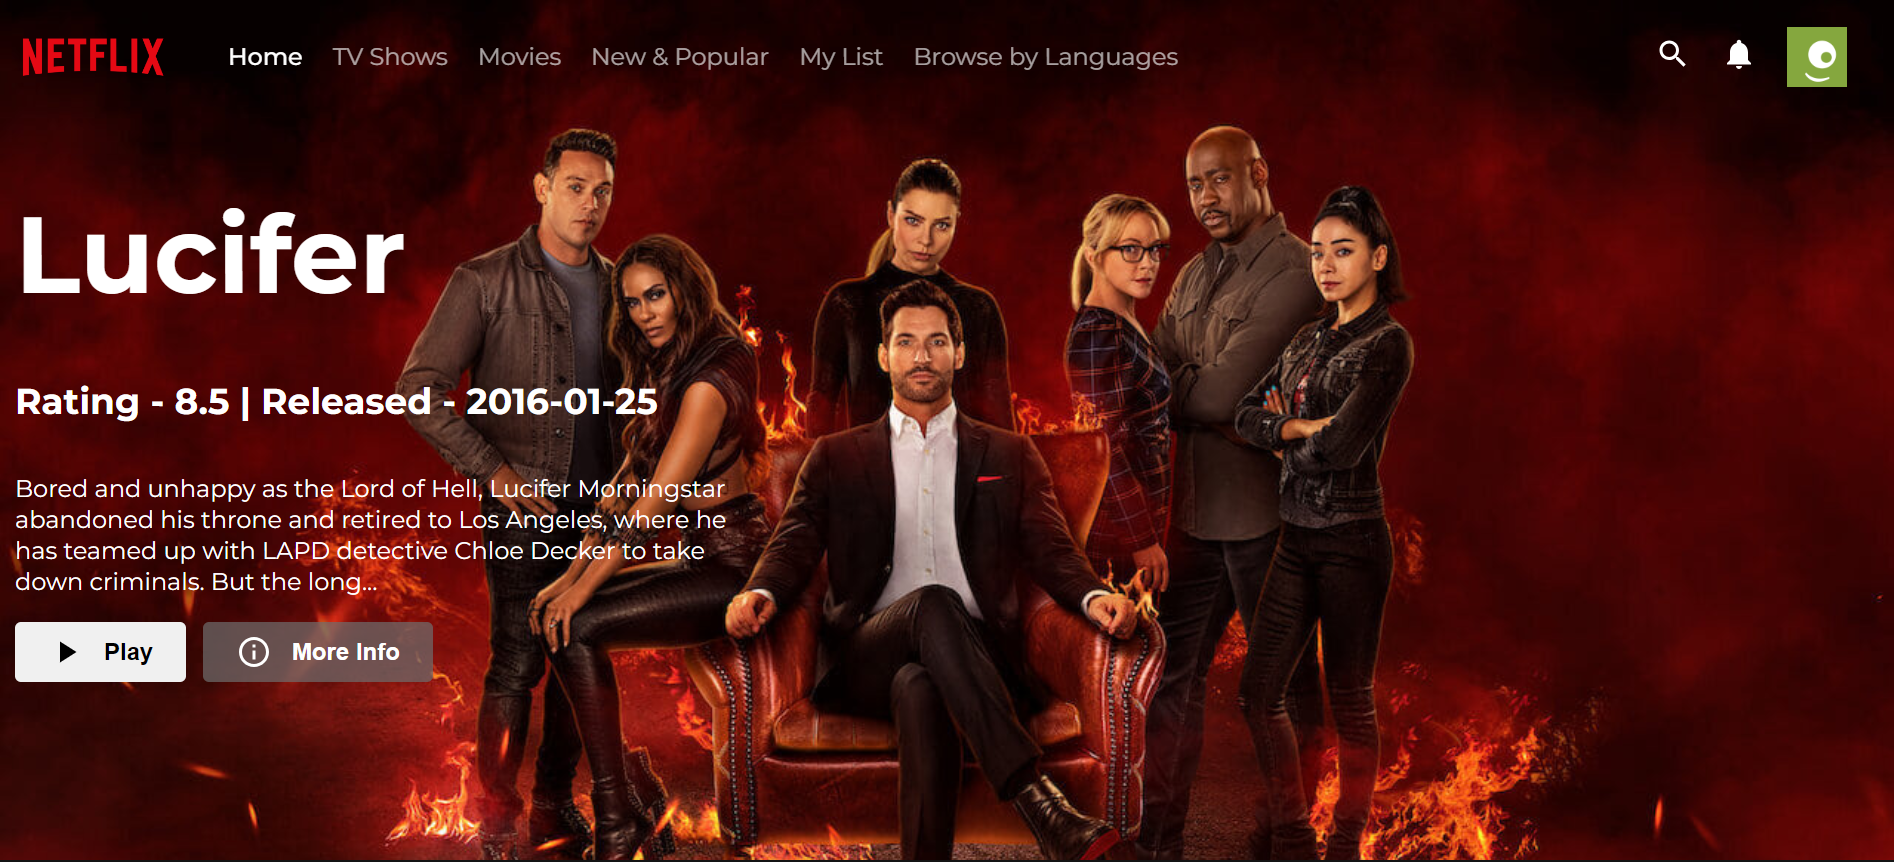 NETFLIX
Home TV Shows Movies New & Popular My List Browse by Languages
Lucifer
Rating - 8.5 | Released - 2016-01-25
Bored and unhappy as the Lord of Hell, Lucifer Morningstar
abandoned his throne and retired to Los Angeles, where he
has teamed up with LAPD detective Chloe Decker to take
down criminals. But the long...
Play More Info